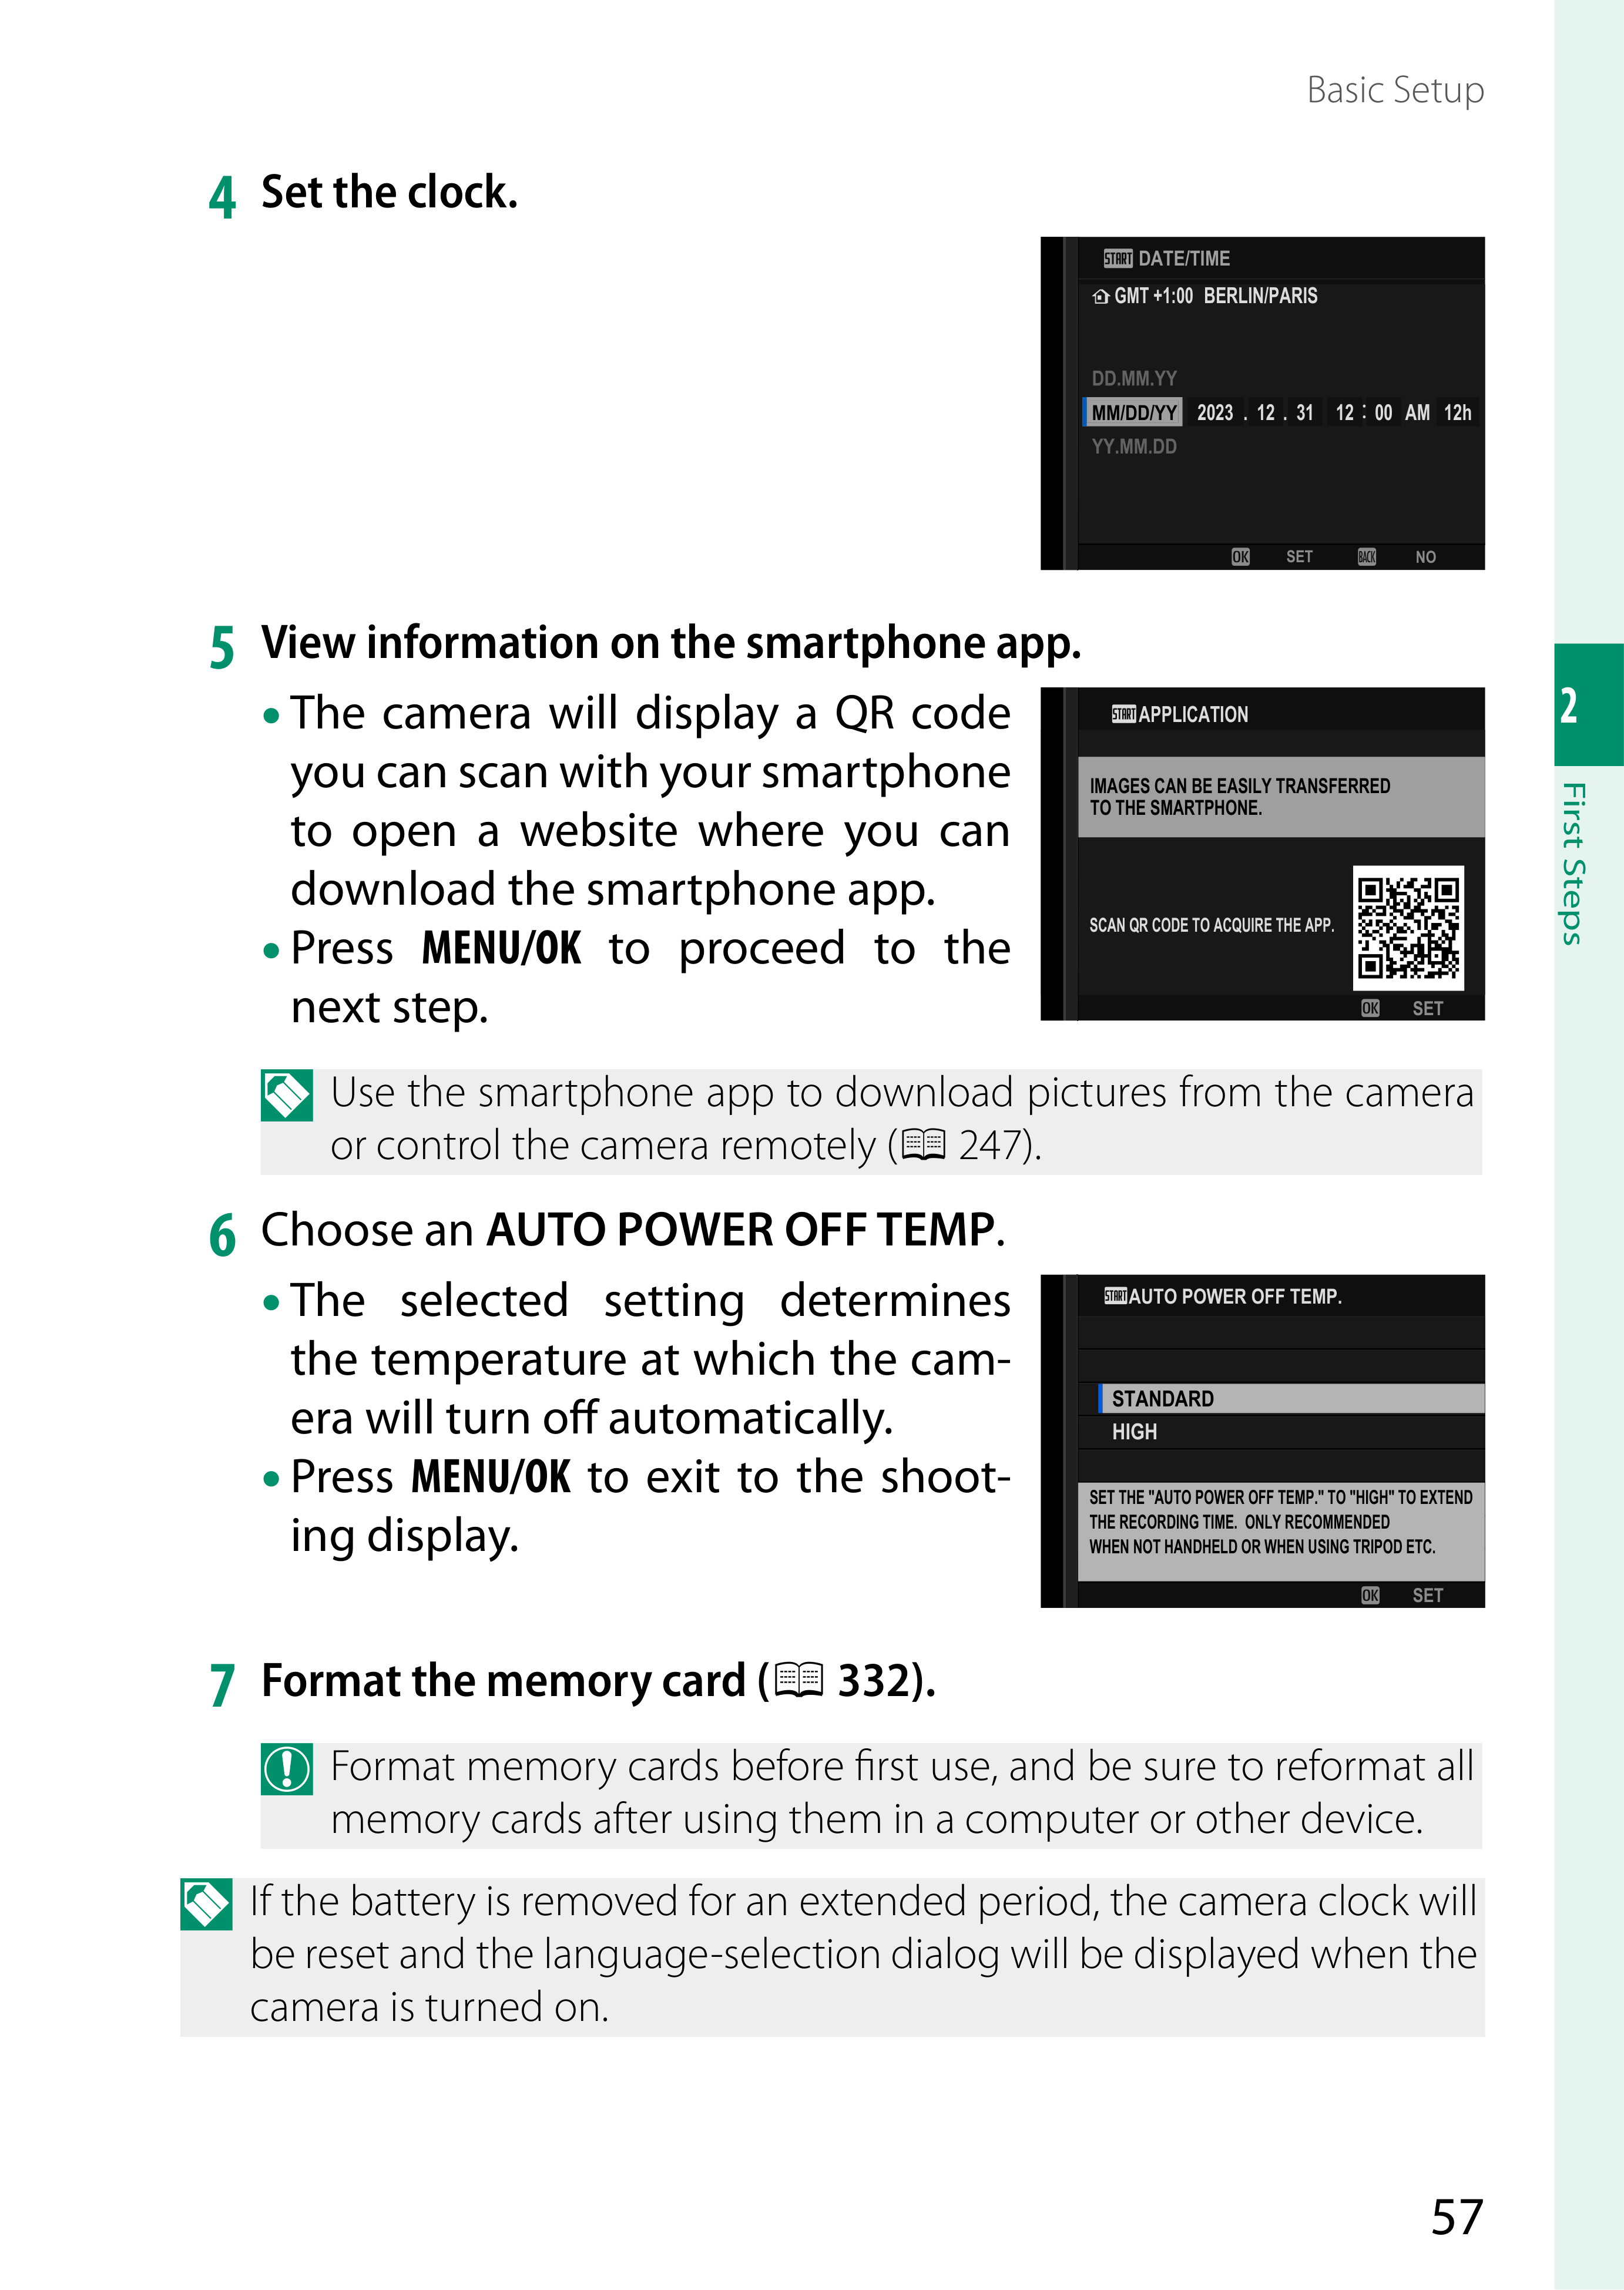 Basic Setup
4 Set the clock.
START DATE/TIME
GMT +1:00 BERLIN/PARIS
DD.MM.YY
MM/DD/YY 2023 . 12 . 31 12 : 00 AM 12h
YY.MM.DD
OK SET BACK NO
5 View information on the smartphone app.
• The camera will display a QR code
you can scan with your smartphone
to open a website where you can
download the smartphone app.
• Press MENU/OK to proceed to the
next step.
START APPLICATION
IMAGES CAN BE EASILY TRANSFERRED
TO THE SMARTPHONE.
SCAN QR CODE TO ACQUIRE THE APP.
OK SET
Use the smartphone app to download pictures from the camera
or control the camera remotely ( 247).
6 Choose an AUTO POWER OFF TEMP.
• The selected setting determines
the temperature at which the cam-
era will turn off automatically.
• Press MENU/OK to exit to the shoot-
ing display.
START AUTO POWER OFF TEMP.
STANDARD
HIGH
SET THE "AUTO POWER OFF TEMP." TO "HIGH" TO EXTEND
THE RECORDING TIME. ONLY RECOMMENDED
WHEN NOT HANDHELD OR WHEN USING TRIPOD ETC.
OK SET
7 Format the memory card ( 332).
Format memory cards before first use, and be sure to reformat all
memory cards after using them in a computer or other device.
If the battery is removed for an extended period, the camera clock will
be reset and the language-selection dialog will be displayed when the
camera is turned on.
2
First Steps
57